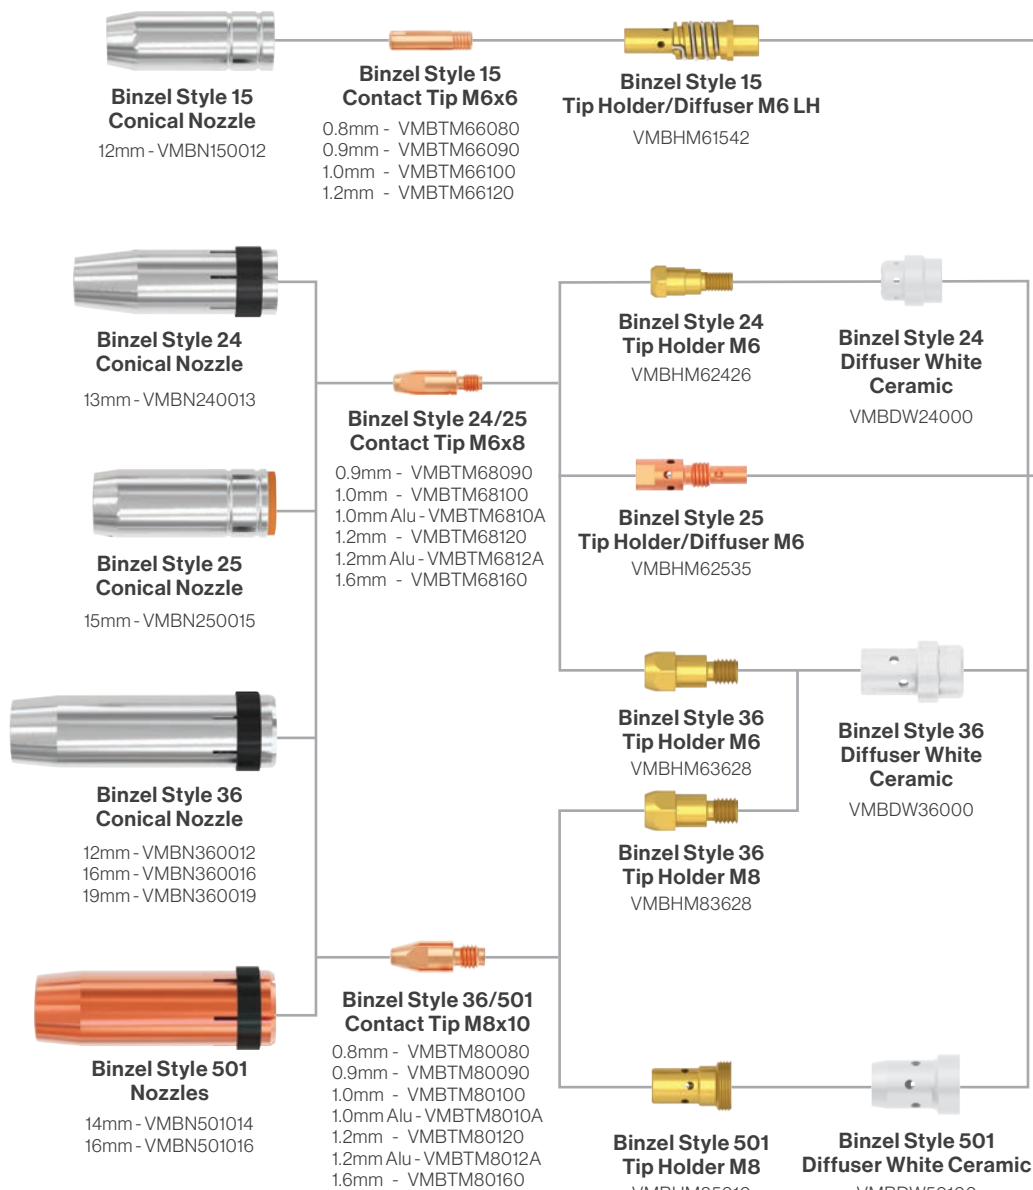 Binzel Style 15
Conical Nozzle
12mm - VMBN150012
Binzel Style 15
Contact Tip M6x6
0.8mm - VMBTM66080
0.9mm - VMBTM66090
1.0mm - VMBTM66100
1.2mm - VMBTM66120
Binzel Style 15
Tip Holder/Diffuser M6 LH
VMBHM61542
Binzel Style 24
Conical Nozzle
13mm - VMBN240013
Binzel Style 25
Conical Nozzle
15mm - VMBN250015
Binzel Style 36
Conical Nozzle
12mm - VMBN360012
16mm - VMBN360016
19mm - VMBN360019
Binzel Style 501
Nozzles
14mm - VMBN501014
16mm - VMBN501016
Binzel Style 24/25
Contact Tip M6x8
0.9mm - VMBTM68090
1.0mm - VMBTM68100
1.0mm Alu - VMBTM6810A
1.2mm - VMBTM68120
1.2mm Alu - VMBTM6812A
1.6mm - VMBTM68160
Binzel Style 36/501
Contact Tip M8x10
0.8mm - VMBTM80080
0.9mm - VMBTM80090
1.0mm - VMBTM80100
1.0mm Alu - VMBTM8010A
1.2mm - VMBTM80120
1.2mm Alu - VMBTM8012A
1.6mm - VMBTM80160
Binzel Style 24
Tip Holder M6
VMBHM62426
Binzel Style 24
Diffuser White
Ceramic
VMBDW24000
Binzel Style 25
Tip Holder/Diffuser M6
VMBHM62535
Binzel Style 36
Tip Holder M6
VMBHM63628
Binzel Style 36
Tip Holder M8
VMBHM83628
Binzel Style 36
Diffuser White
Ceramic
VMBDW36000
Binzel Style 501
Tip Holder M8
Binzel Style 501
Diffuser White Ceramic